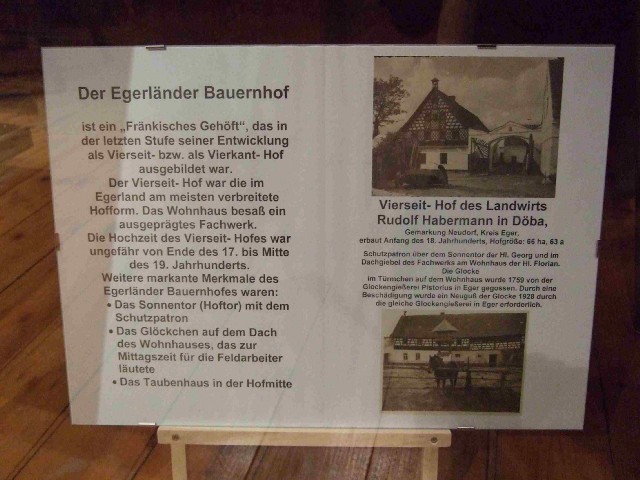 Der Egerländer Bauernhof
ist ein „Fränkisches Gehöft“, das in
der letzten Stufe seiner Entwicklung
als Vierseit- bzw. als Vierkant- Hof
ausgebildet war.
Der Vierseit- Hof war die im
Egerland am meisten verbreitete
Hofform. Das Wohnhaus besaß ein
ausgeprägtes Fachwerk.
Die Hochzeit des Vierseit- Hofes war
ungefähr von Ende des 17. bis Mitte
des 19. Jahrhunderts.
Weitere markante Merkmale des
Egerländer Bauernhofes waren:
• Das Sonnentor (Hoftor) mit dem
Schutzpatron
• Das Glöckchen auf dem Dach
des Wohnhauses, das zur
Mittagszeit für die Feldarbeiter
läutete
• Das Taubenhaus in der Hofmitte
Vierseit- Hof des Landwirts
Rudolf Habermann in Döba,
Gemarkung Neudorf, Kreis Eger,
erbaut Anfang des 18. Jahrhunderts, Hofgröße: 66 ha, 63 a
Schutzpatron über dem Sonnentor der Hl. Georg und im
Dachgiebel des Fachwerks am Wohnhaus der Hl. Florian.
Die Glocke
im Türmchen auf dem Wohnhaus wurde 1759 von der
Glockengießerei Pistorius in Eger gegossen. Durch eine
Beschädigung wurde ein Neuguß der Glocke 1928 durch
die gleiche Glockengießerei in Eger erforderlich.